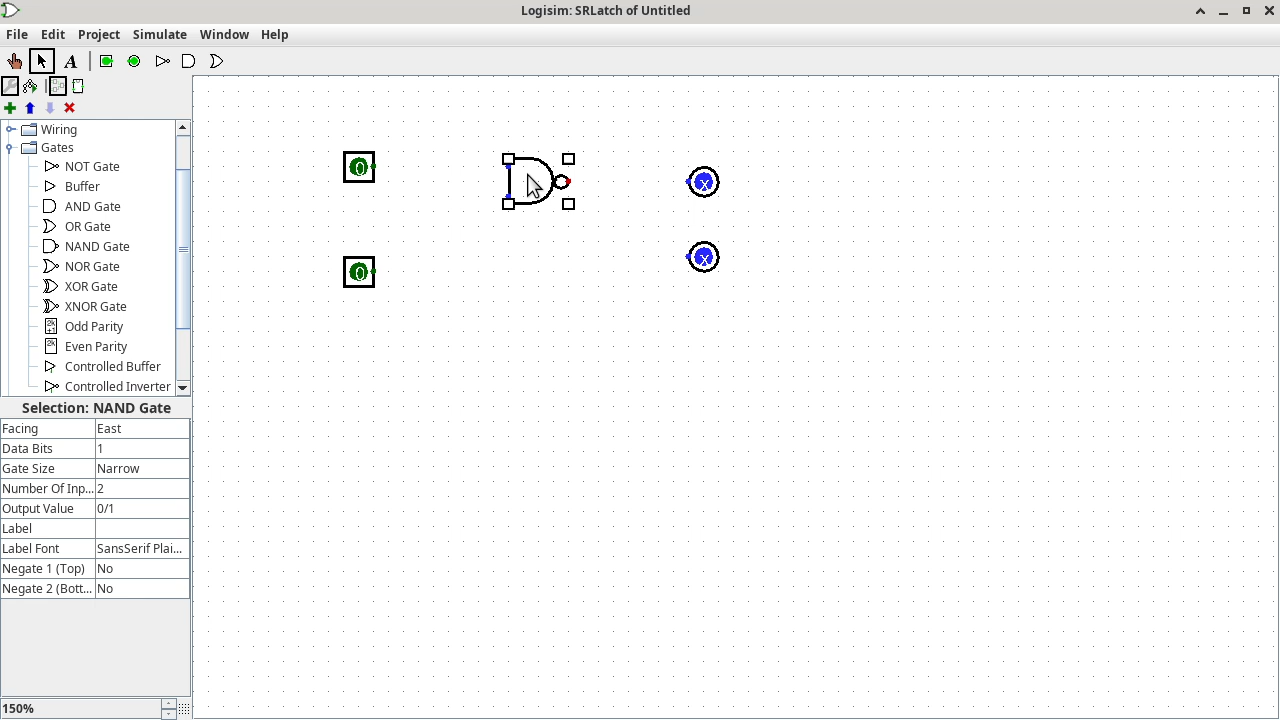 Logisim: SRLatch of Untitled
File Edit Project Simulate Window Help
A
Wiring
Gates
NOT Gate
Buffer
AND Gate
OR Gate
NAND Gate
NOR Gate
XOR Gate
XNOR Gate
Odd Parity
Even Parity
Controlled Buffer
Controlled Inverter
Selection: NAND Gate
Facing East
Data Bits 1
Gate Size Narrow
Number Of Inp... 2
Output Value 0/1
Label
Label Font SansSerif Plai...
Negate 1 (Top) No
Negate 2 (Bott... No
150%
0
x
x
0